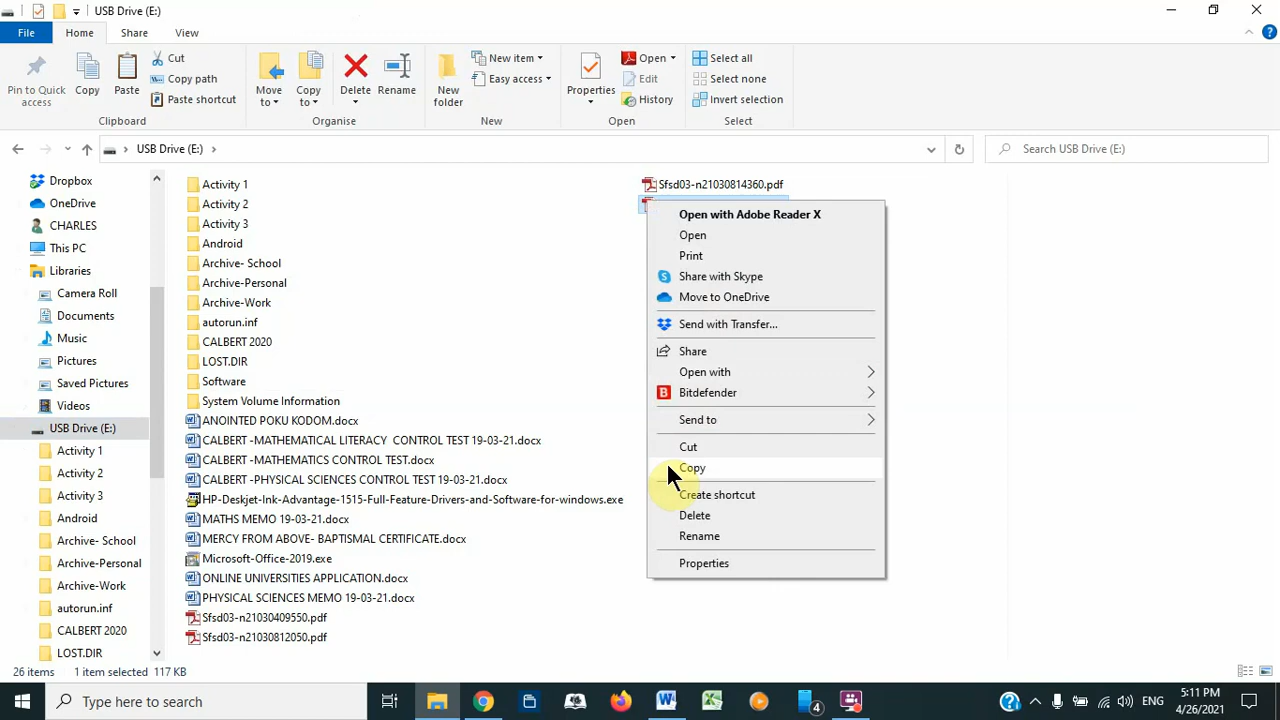 USB Drive (E:)
File Home Share View
Pin to Quick access
Copy
Paste
Cut
Copy path
Paste shortcut
Clipboard
Move to
Copy to
Delete
Rename
Organise
New folder
New item
Easy access
New
Properties
Open
Edit
History
Open
Select all
Select none
Invert selection
Select
USB Drive (E:)
Search USB Drive (E:)
Dropbox
OneDrive
CHARLES
This PC
Libraries
Camera Roll
Documents
Music
Pictures
Saved Pictures
Videos
USB Drive (E:)
Activity 1
Activity 2
Activity 3
Android
Archive- School
Archive-Personal
Archive-Work
autorun.inf
CALBERT 2020
LOST.DIR
Activity 1
Activity 2
Activity 3
Android
Archive- School
Archive-Personal
Archive-Work
autorun.inf
CALBERT 2020
LOST.DIR
Software
System Volume Information
ANOINTED POKU KODOM.docx
CALBERT -MATHEMATICAL LITERACY CONTROL TEST 19-03-21.docx
CALBERT -MATHEMATICS CONTROL TEST.docx
CALBERT -PHYSICAL SCIENCES CONTROL TEST 19-03-21.docx
HP-Deskjet-Ink-Advantage-1515-Full-Feature-Drivers-and-Software-for-windows.exe
MATHS MEMO 19-03-21.docx
MERCY FROM ABOVE- BAPTISMAL CERTIFICATE.docx
Microsoft-Office-2019.exe
ONLINE UNIVERSITIES APPLICATION.docx
PHYSICAL SCIENCES MEMO 19-03-21.docx
Sfsd03-n21030409550.pdf
Sfsd03-n21030812050.pdf
Sfsd03-n21030814360.pdf
Open with Adobe Reader X
Open
Print
Share with Skype
Move to OneDrive
Send with Transfer...
Share
Open with
Bitdefender
Send to
Cut
Copy
Create shortcut
Delete
Rename
Properties
26 items 1 item selected 117 KB
Type here to search
4
ENG
5:11 PM
4/26/2021